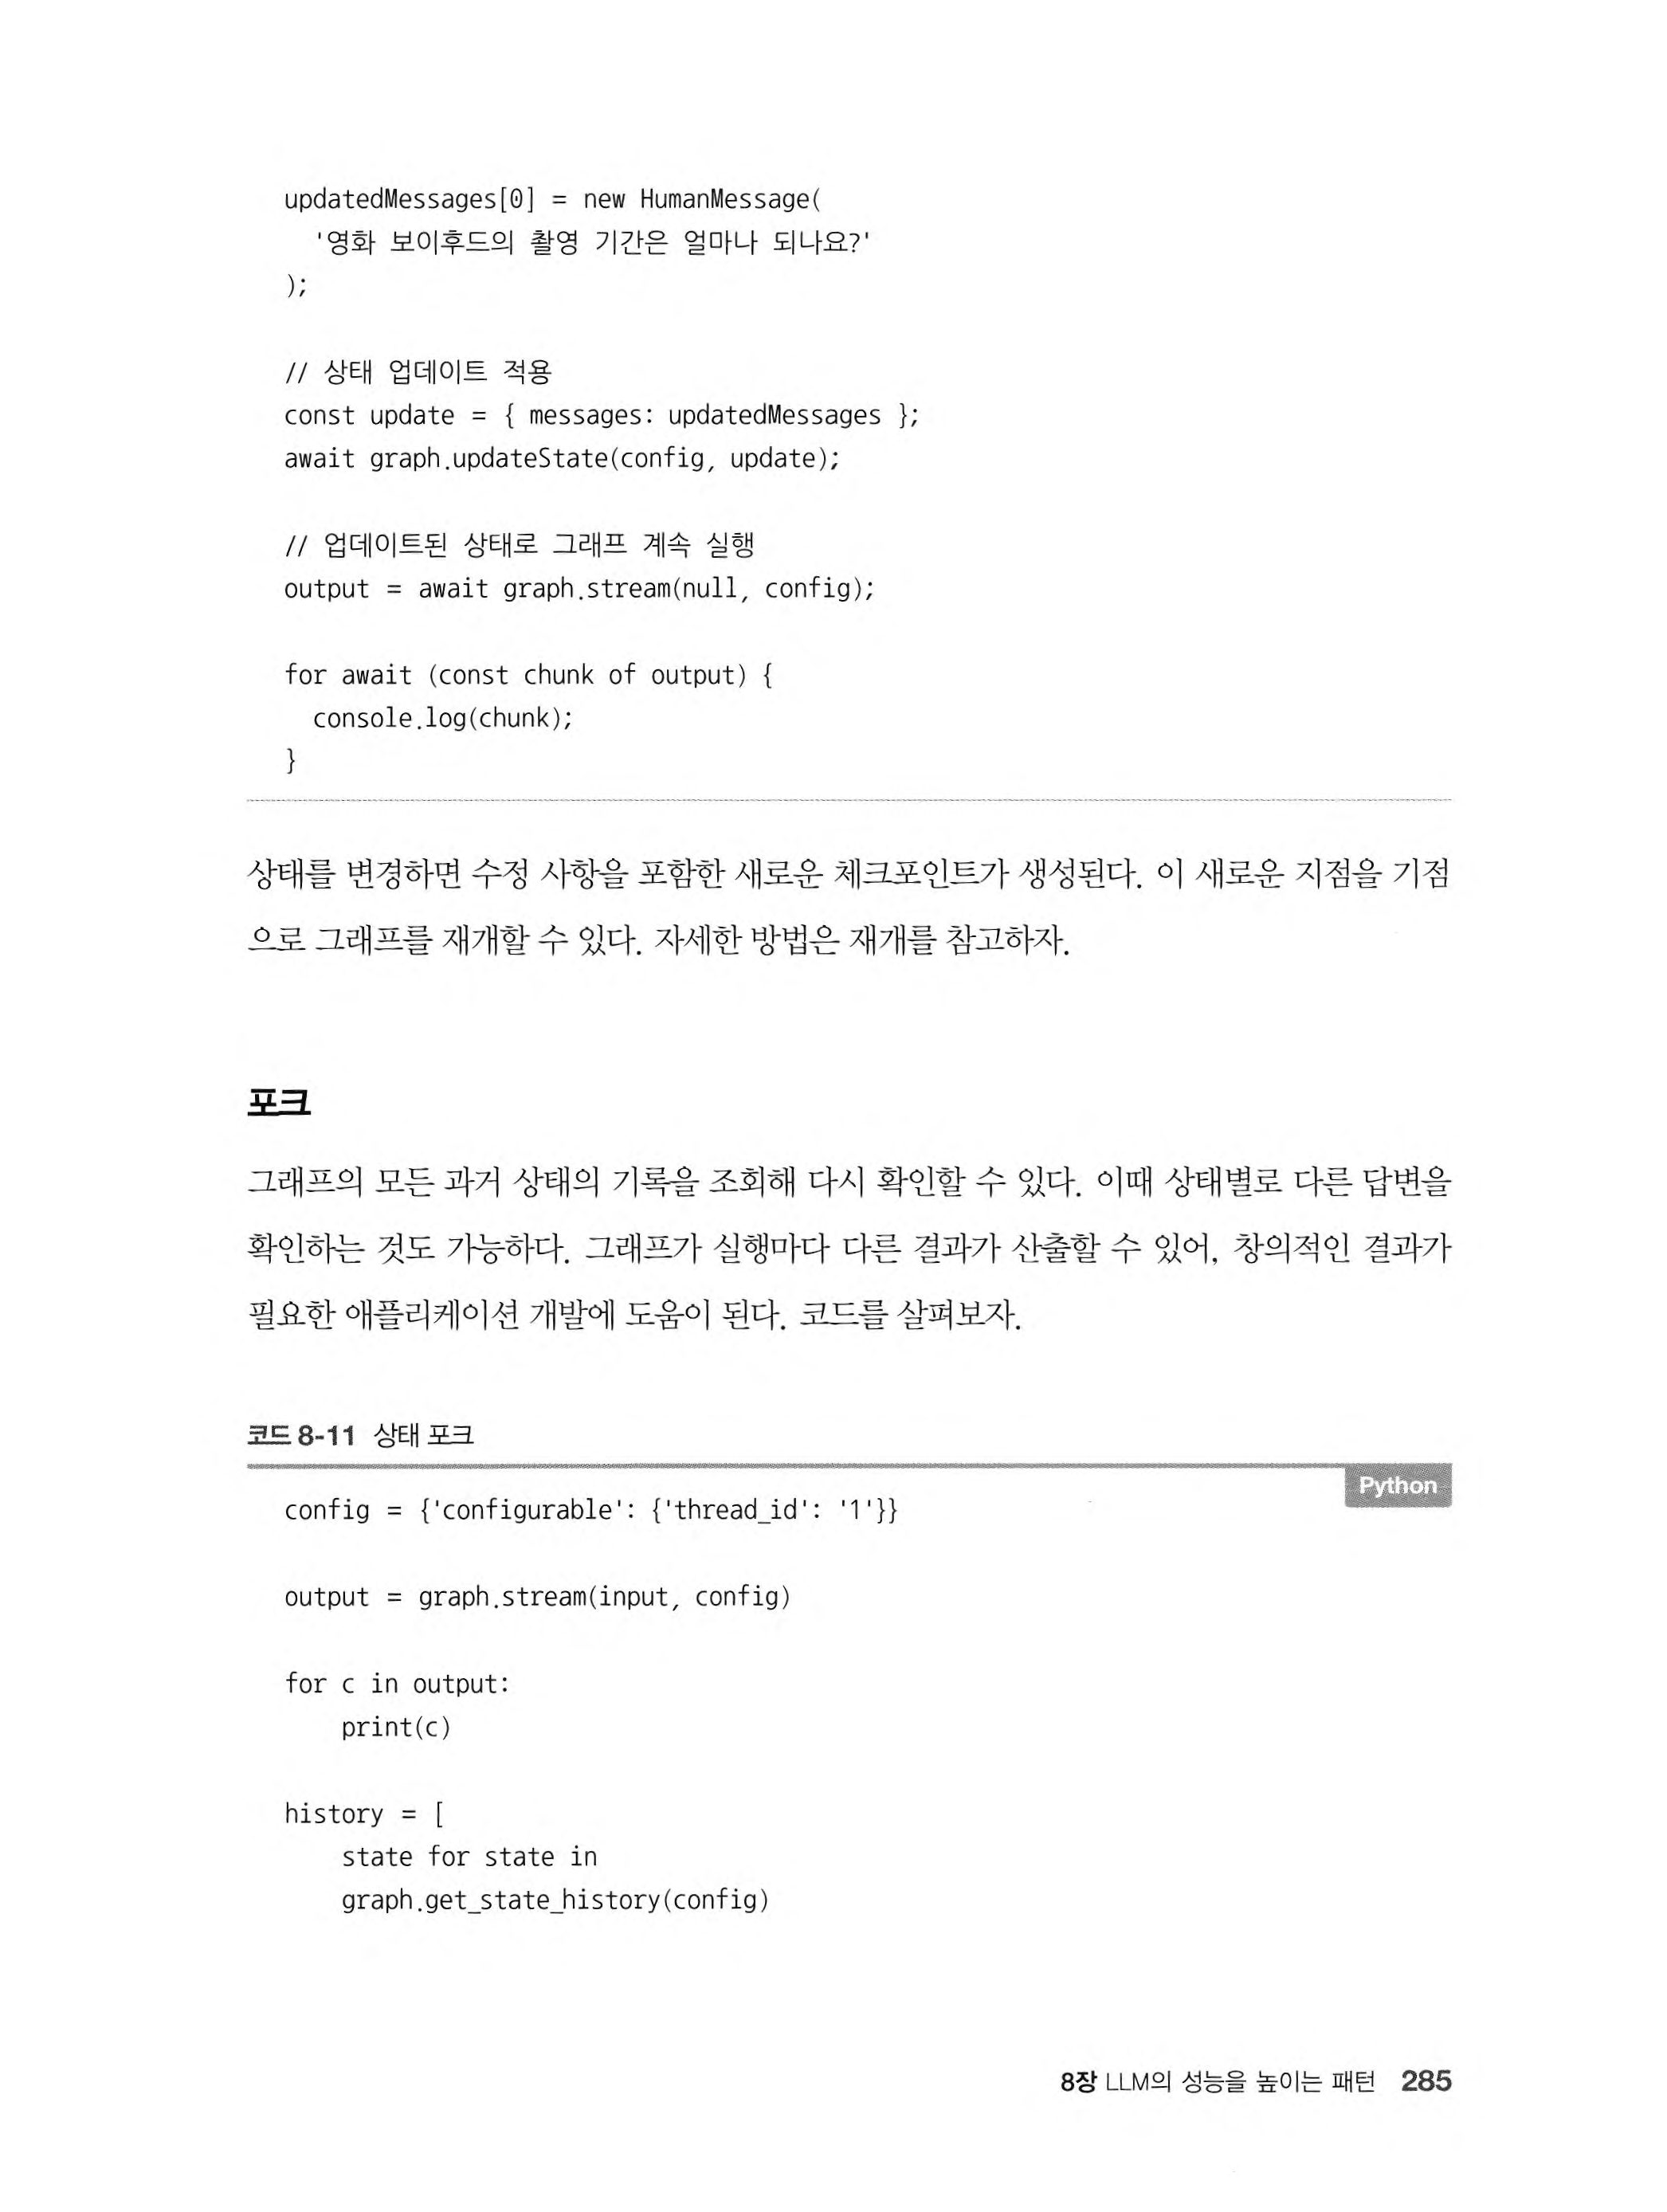 updatedMessages[0] = new HumanMessage(
'영화 보이후드의 촬영 기간은 얼마나 되나요?'
);
// 상태 업데이트 적용
const update = { messages: updatedMessages };
await graph.updateState(config, update);
// 업데이트된 상태로 그래프 계속 실행
output = await graph.stream(null, config);
for await (const chunk of output) {
console.log(chunk);
}
상태를 변경하면 수정 사항을 포함한 새로운 체크포인트가 생성된다. 이 새로운 지점을 기점
으로 그래프를 재개할 수 있다. 자세한 방법은 재개를 참고하자.
포크
그래프의 모든 과거 상태의 기록을 조회해 다시 확인할 수 있다. 이때 상태별로 다른 답변을
확인하는 것도 가능하다. 그래프가 실행마다 다른 결과가 산출할 수 있어, 창의적인 결과가
필요한 애플리케이션 개발에 도움이 된다. 코드를 살펴보자.
코드 8-11 상태 포크
Python
config = {'configurable': {'thread_id': '1'}}
output = graph.stream(input, config)
for c in output:
print(c)
history = [
state for state in
graph.get_state_history(config)
8장 LLM의 성능을 높이는 패턴 285